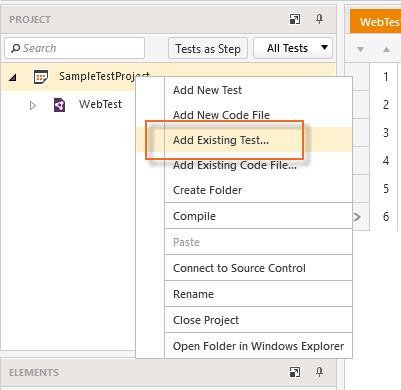 PROJECT
Search
Tests as Step
All Tests
WebTes
SampleTestProject
WebTest
Add New Test
Add New Code File
Add Existing Test...
Add Existing Code File...
Create Folder
Compile
Paste
Connect to Source Control
Rename
Close Project
Open Folder in Windows Explorer
1
2
3
4
5
6
ELEMENTS